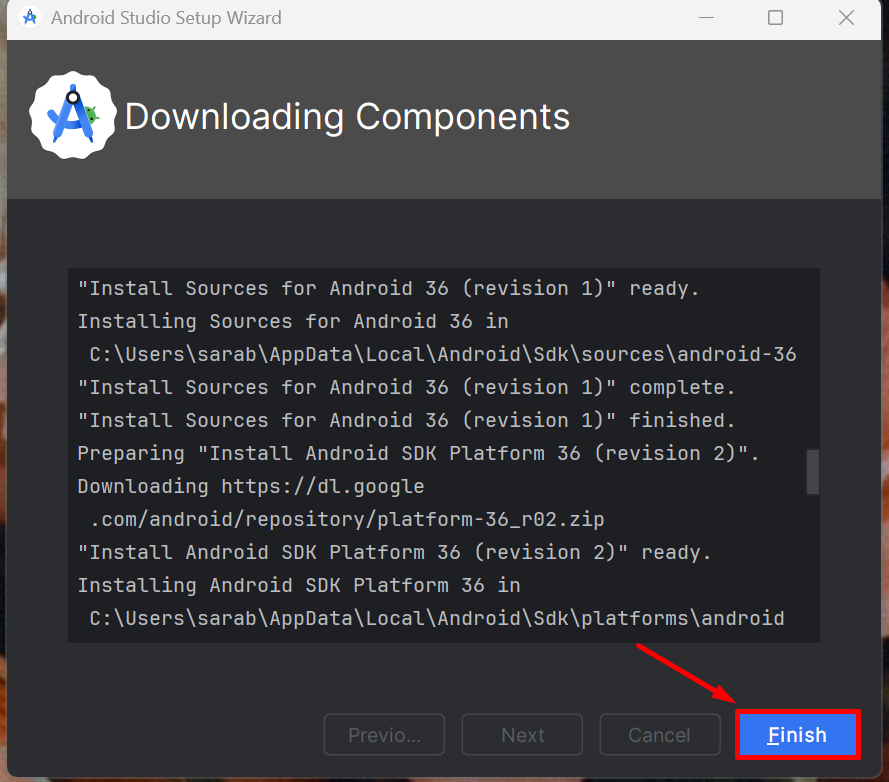 Android Studio Setup Wizard
Downloading Components
"Install Sources for Android 36 (revision 1)" ready.
Installing Sources for Android 36 in
C:\Users\sarab\AppData\Local\Android\Sdk\sources\android-36
"Install Sources for Android 36 (revision 1)" complete.
"Install Sources for Android 36 (revision 1)" finished.
Preparing "Install Android SDK Platform 36 (revision 2)".
Downloading https://dl.google
.com/android/repository/platform-36_r02.zip
"Install Android SDK Platform 36 (revision 2)" ready.
Installing Android SDK Platform 36 in
C:\Users\sarab\AppData\Local\Android\Sdk\platforms\android
Previo... Next Cancel Finish